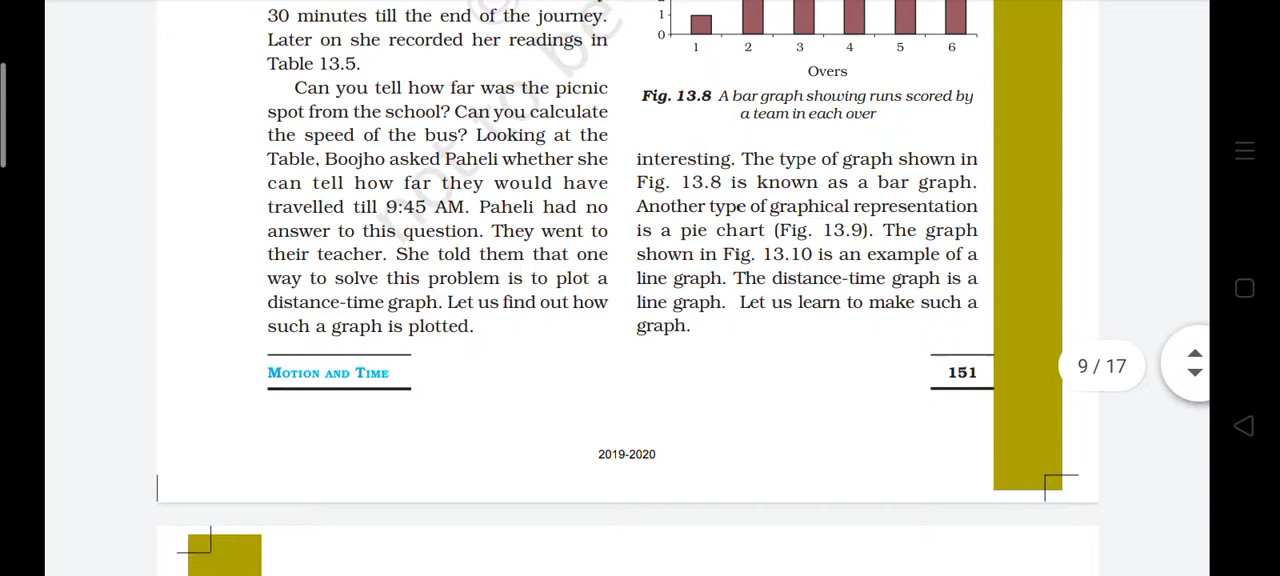 30 minutes till the end of the journey.
Later on she recorded her readings in
Table 13.5.
Can you tell how far was the picnic
spot from the school? Can you calculate
the speed of the bus? Looking at the
Table, Boojho asked Paheli whether she
can tell how far they would have
travelled till 9:45 AM. Paheli had no
answer to this question. They went to
their teacher. She told them that one
way to solve this problem is to plot a
distance-time graph. Let us find out how
such a graph is plotted.
1
0
1 2 3 4 5 6
Overs
Fig. 13.8 A bar graph showing runs scored by
a team in each over
interesting. The type of graph shown in
Fig. 13.8 is known as a bar graph.
Another type of graphical representation
is a pie chart (Fig. 13.9). The graph
shown in Fig. 13.10 is an example of a
line graph. The distance-time graph is a
line graph. Let us learn to make such a
graph.
MOTION AND TIME
151
2019-2020
9 / 17
not to be